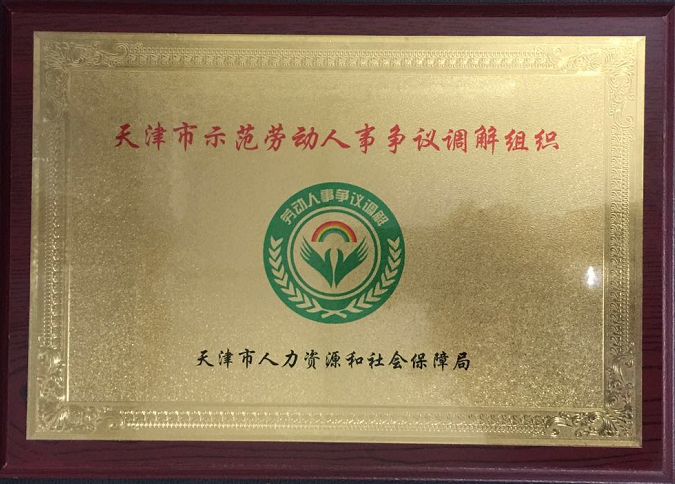 天津市示范劳动人事争议调解组织
劳动人事争议调解
天津市人力资源和社会保障局